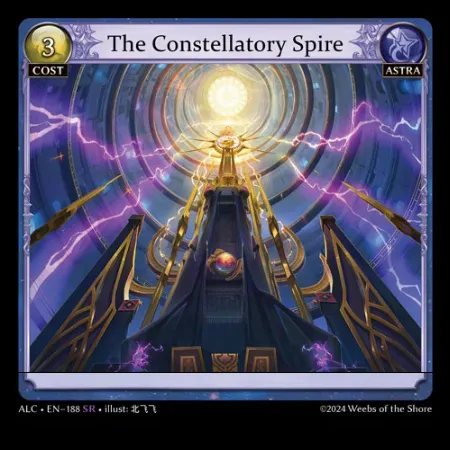 3
The Constellatory Spire
COST
ASTRA
ALC • EN-188 SR • illust: 北飞飞
©2024 Weebs of the Shore